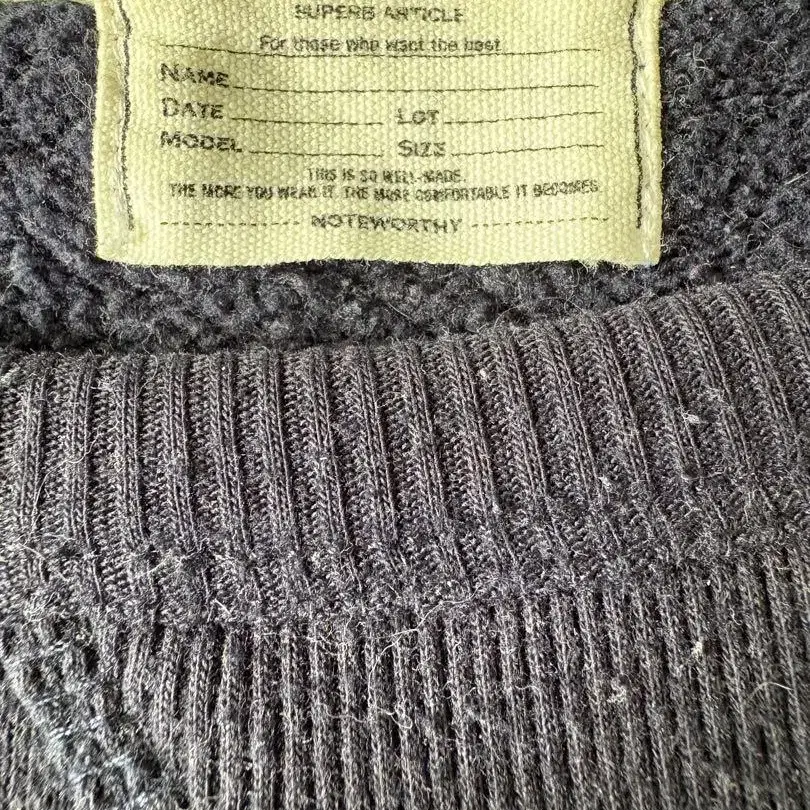 SUPERB ARTICLE
For those who want the best
NAME
DATE LOT
MODEL SIZE
THIS IS SO WELL-MADE.
THE MORE YOU WEAR IT, THE MORE COMFORTABLE IT BECOMES
NOTEWORTHY